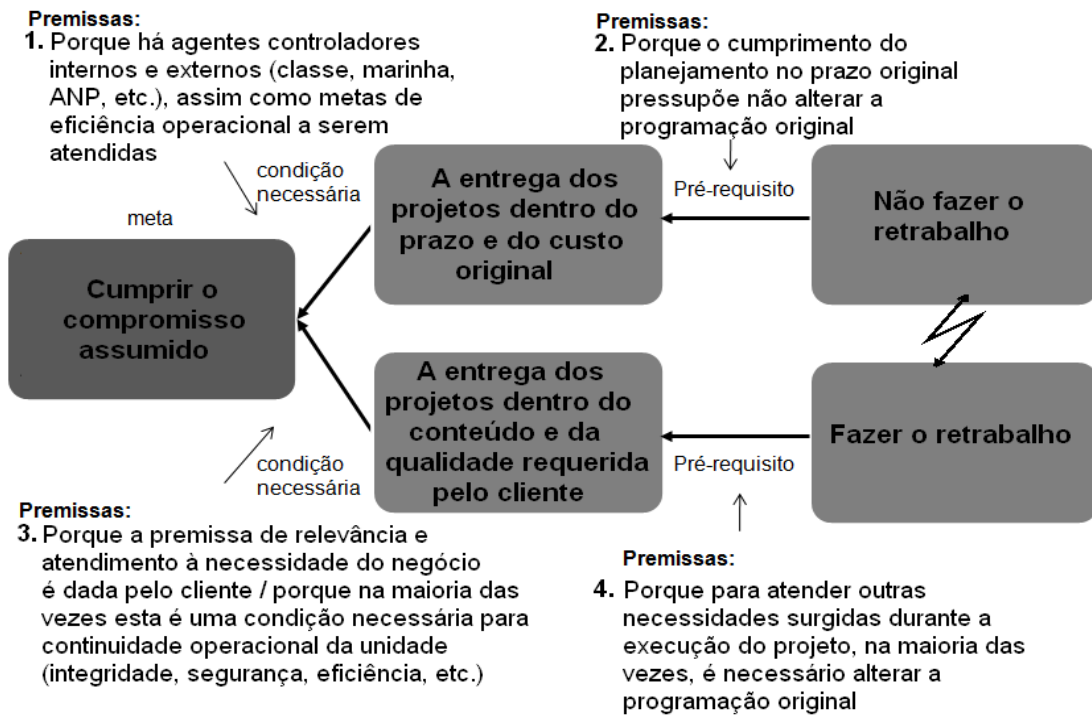 Premissas:
1. Porque há agentes controladores
internos e externos (classe, marinha,
ANP, etc.), assim como metas de
eficiência operacional a serem
atendidas
Premissas:
2. Porque o cumprimento do
planejamento no prazo original
pressupõe não alterar a
programação original
condição
necessária
meta
A entrega dos
projetos dentro do
prazo e do custo
original
Pré-requisito
Não fazer o
retrabalho
Cumprir o
compromisso
assumido
A entrega dos
projetos dentro do
conteúdo e da
qualidade requerida
pelo cliente
condição
necessária
Pré-requisito
Fazer o retrabalho
Premissas:
3. Porque a premissa de relevância e
atendimento à necessidade do negócio
é dada pelo cliente / porque na maioria das
vezes esta é uma condição necessária para
continuidade operacional da unidade
(integridade, segurança, eficiência, etc.)
Premissas:
4. Porque para atender outras
necessidades surgidas durante a
execução do projeto, na maioria das
vezes, é necessário alterar a
programação original